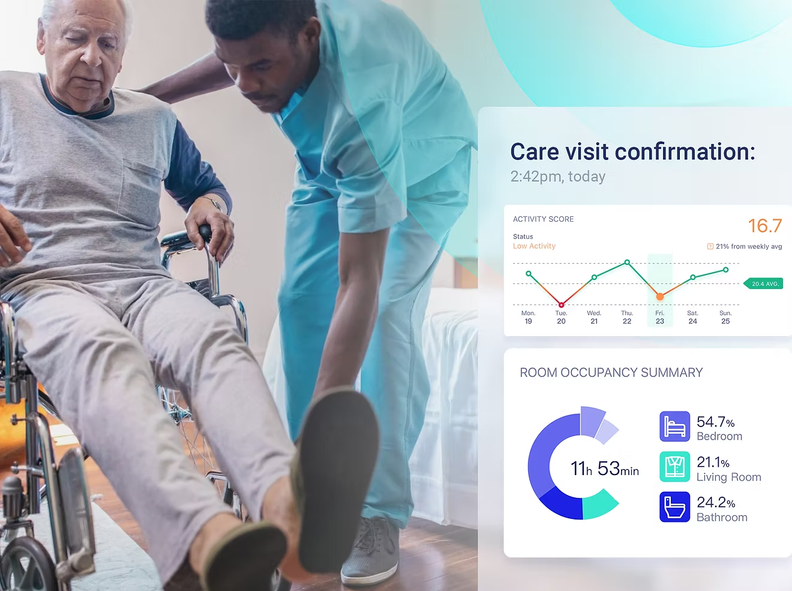 Care visit confirmation:
2:42pm, today
ACTIVITY SCORE
16.7
Status
Low Activity
21% from weekly avg
20.4 AVG.
Mon. Tue. Wed. Thu. Fri. Sat. Sun.
19 20 21 22 23 24 25
ROOM OCCUPANCY SUMMARY
11h 53min
54.7%
Bedroom
21.1%
Living Room
24.2%
Bathroom